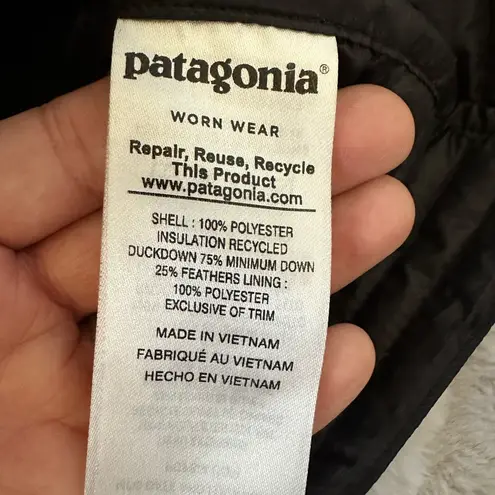 patagonia®
WORN WEAR
Repair, Reuse, Recycle
This Product
www.patagonia.com
SHELL : 100% POLYESTER
INSULATION RECYCLED
DUCKDOWN 75% MINIMUM DOWN
25% FEATHERS LINING :
100% POLYESTER
EXCLUSIVE OF TRIM
MADE IN VIETNAM
FABRIQUÉ AU VIETNAM
HECHO EN VIETNAM